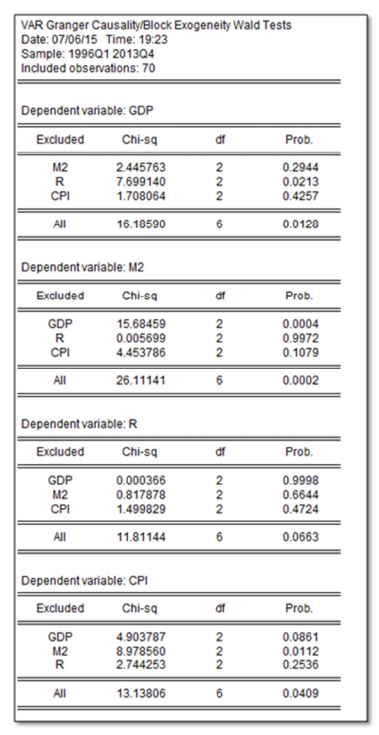 VAR Granger Causality/Block Exogeneity Wald Tests
Date: 07/06/15 Time: 19:23
Sample: 1996Q1 2013Q4
Included observations: 70
Dependent variable: GDP
Excluded Chi-sq df Prob.
M2 2.445763 2 0.2944
R 7.699140 2 0.0213
CPI 1.708064 2 0.4257
All 16.18590 6 0.0128
Dependent variable: M2
Excluded Chi-sq df Prob.
GDP 15.68459 2 0.0004
R 0.005699 2 0.9972
CPI 4.453786 2 0.1079
All 26.11141 6 0.0002
Dependent variable: R
Excluded Chi-sq df Prob.
GDP 0.000366 2 0.9998
M2 0.817878 2 0.6644
CPI 1.499829 2 0.4724
All 11.81144 6 0.0663
Dependent variable: CPI
Excluded Chi-sq df Prob.
GDP 4.903787 2 0.0861
M2 8.978560 2 0.0112
R 2.744253 2 0.2536
All 13.13806 6 0.0409